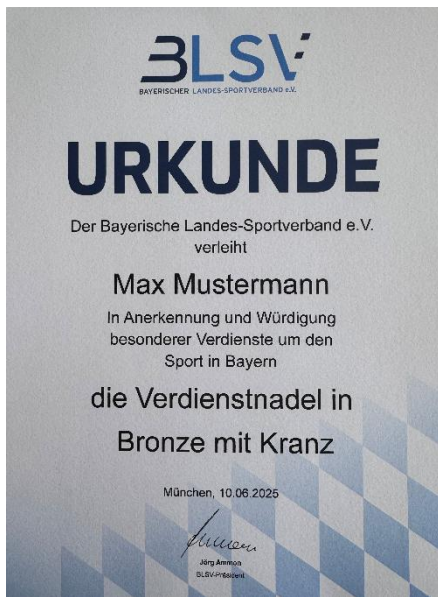 BLSV
BAYERISCHER LANDES-SPORTVERBAND e.V.
URKUNDE
Der Bayerische Landes-Sportverband e.V.
verleiht
Max Mustermann
In Anerkennung und Würdigung
besonderer Verdienste um den
Sport in Bayern
die Verdienstnadel in
Bronze mit Kranz
München, 10.06.2025
Jörg Ammon
BLSV-Präsident